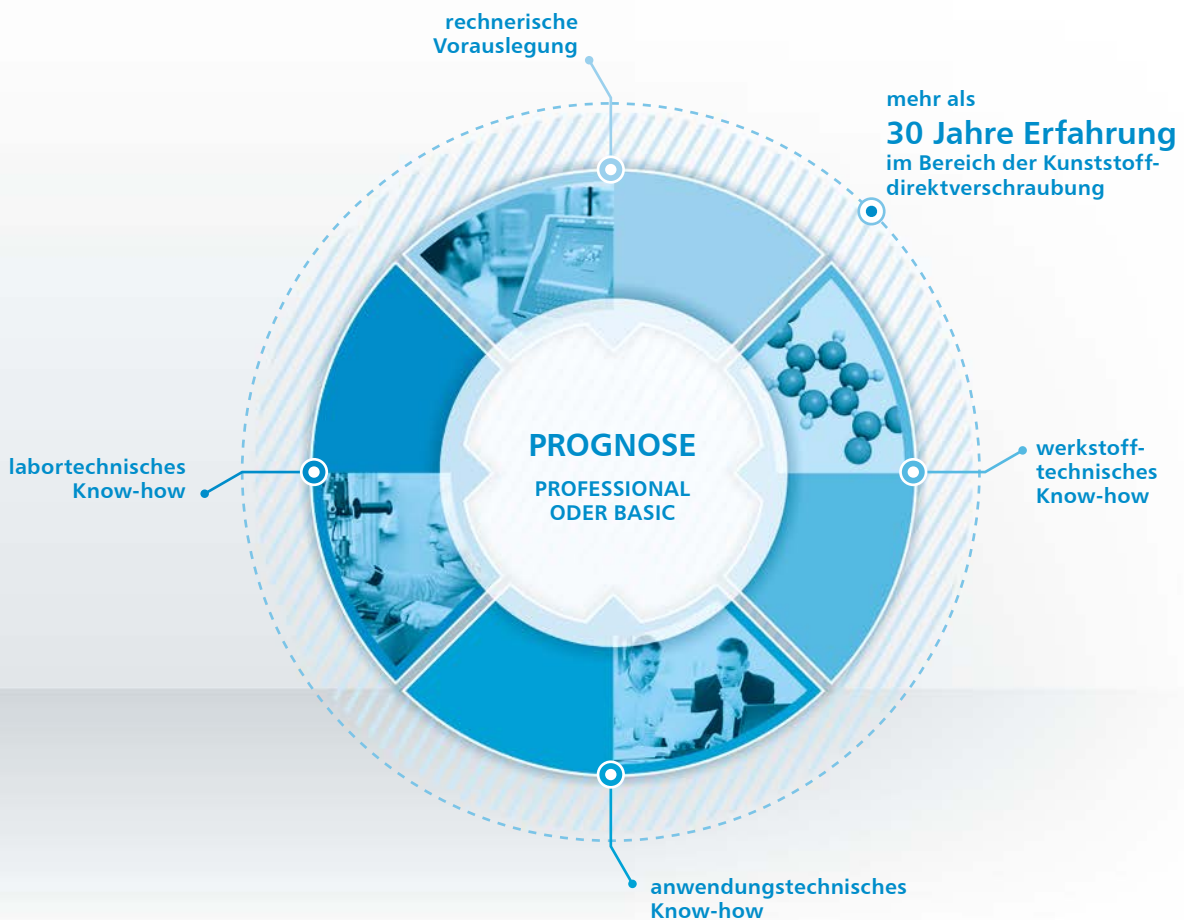 rechnerische
Vorauslegung
mehr als
30 Jahre Erfahrung
im Bereich der Kunststoff-
direktverschraubung
PROGNOSE
PROFESSIONAL
ODER BASIC
labortechnisches
Know-how
werkstoff-
technisches
Know-how
anwendungstechnisches
Know-how